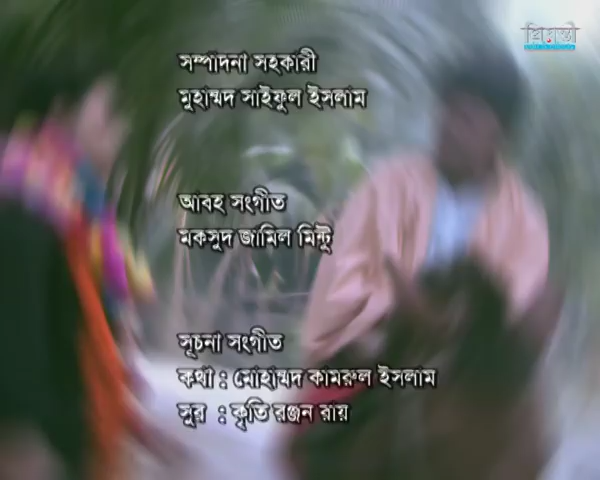 শ্রিয়ন্তী
সম্পাদনা সহকারী
মুহাম্মদ সাইফুল ইসলাম
আবহ সংগীত
মকসুদ জামিল মিন্টু
সূচনা সংগীত
কথা : মোহাম্মদ কামরুল ইসলাম
সুর : কৃতি রঞ্জন রায়